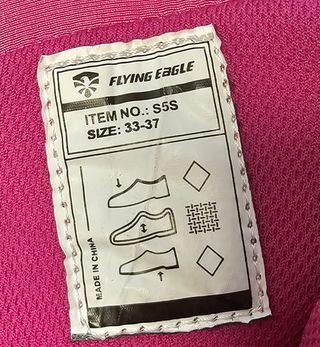 FLYING EAGLE
ITEM NO.: S5S
SIZE: 33-37
MADE IN CHINA